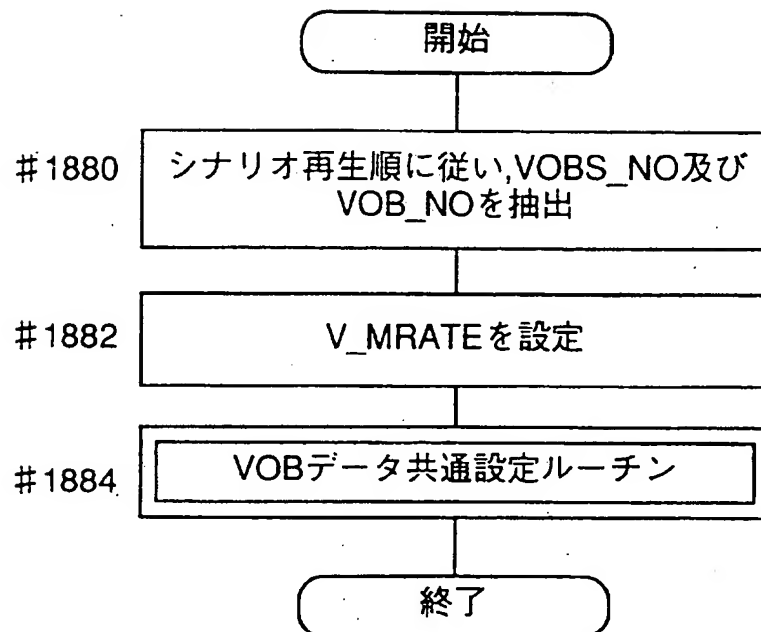 開始
#1880
シナリオ再生順に従い,VOBS_NO及び
VOB_NOを抽出
#1882
V_MRATEを設定
#1884
VOBデータ共通設定ルーチン
終了